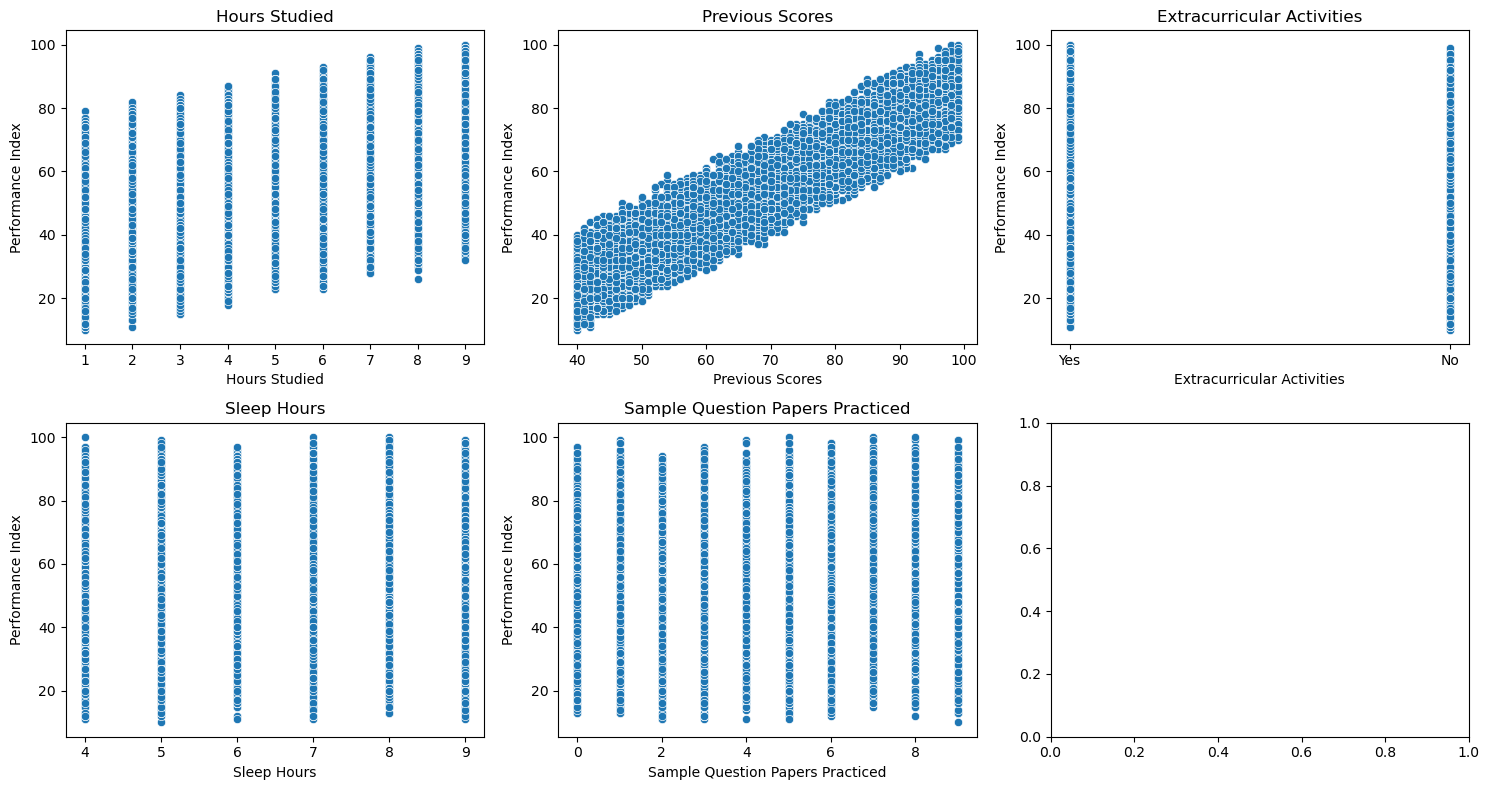 Hours Studied
Performance Index
100
80
60
40
20
1 2 3 4 5 6 7 8 9
Hours Studied
Previous Scores
Performance Index
100
80
60
40
20
40 50 60 70 80 90 100
Previous Scores
Extracurricular Activities
Performance Index
100
80
60
40
20
Yes No
Extracurricular Activities
Sleep Hours
Performance Index
100
80
60
40
20
4 5 6 7 8 9
Sleep Hours
Sample Question Papers Practiced
Performance Index
100
80
60
40
20
0 2 4 6 8
Sample Question Papers Practiced
1.0
0.8
0.6
0.4
0.2
0.0
0.0 0.2 0.4 0.6 0.8 1.0